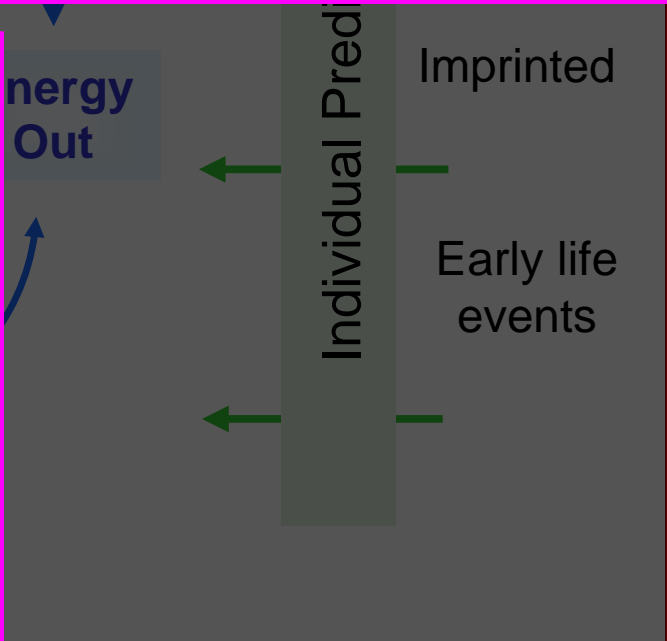 nergy
Out
Individual Predi
Imprinted
Early life
events